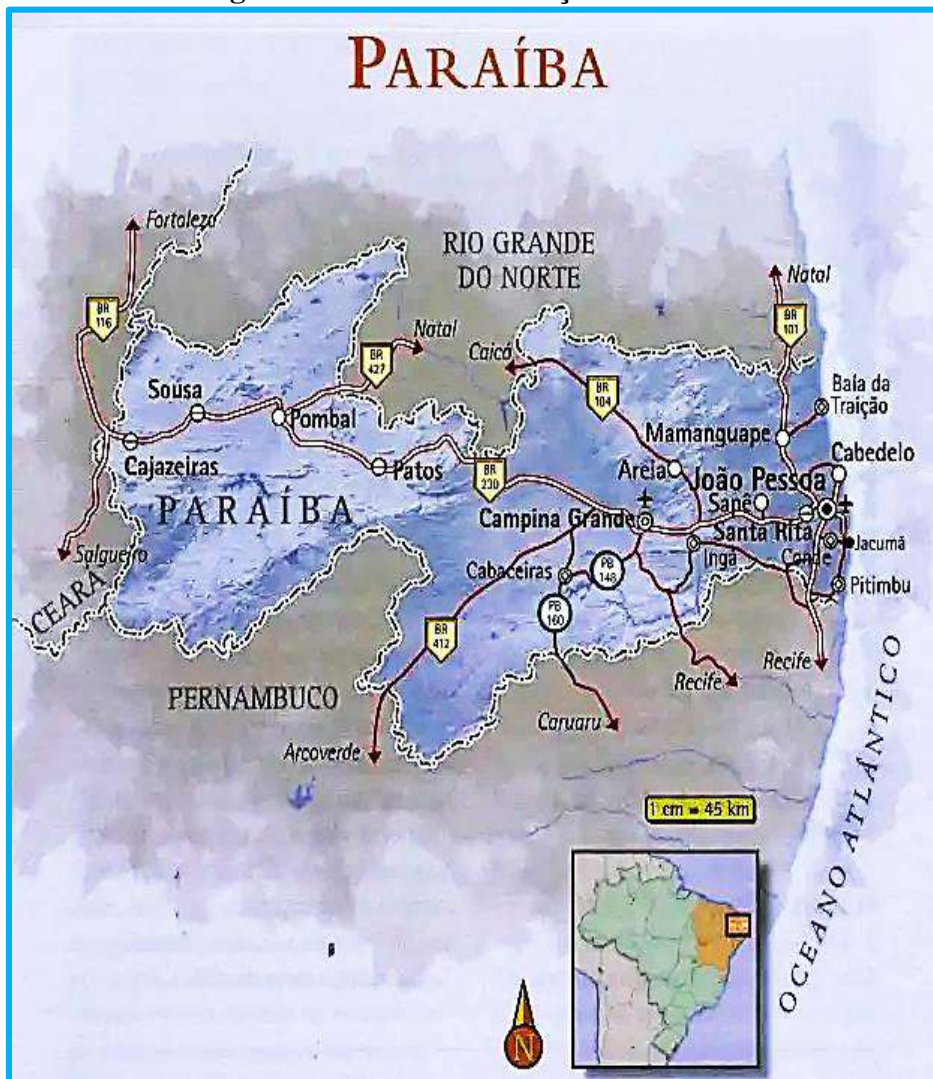 PARAÍBA
Fortaleza
RIO GRANDE
DO NORTE
Natal
BR
116
BR
101
Natal
BR
427
Caicó
Baía da
Traição
Sousa
BR
104
Pombal
Mamanguape
Cabedelo
Cajazeiras
Patos
BR
230
Areia
João Pessoa
Sapé
PARAÍBA
Campina Grande
Santa Rita
Jacumã
Salgueiro
Ingá
Conde
Cabaceiras
PB
148
Pitimbu
CEARÁ
PB
160
BR
412
Recife
Recife
PERNAMBUCO
Caruaru
Arcoverde
1 cm = 45 km
OCEANO ATLÂNTICO
N